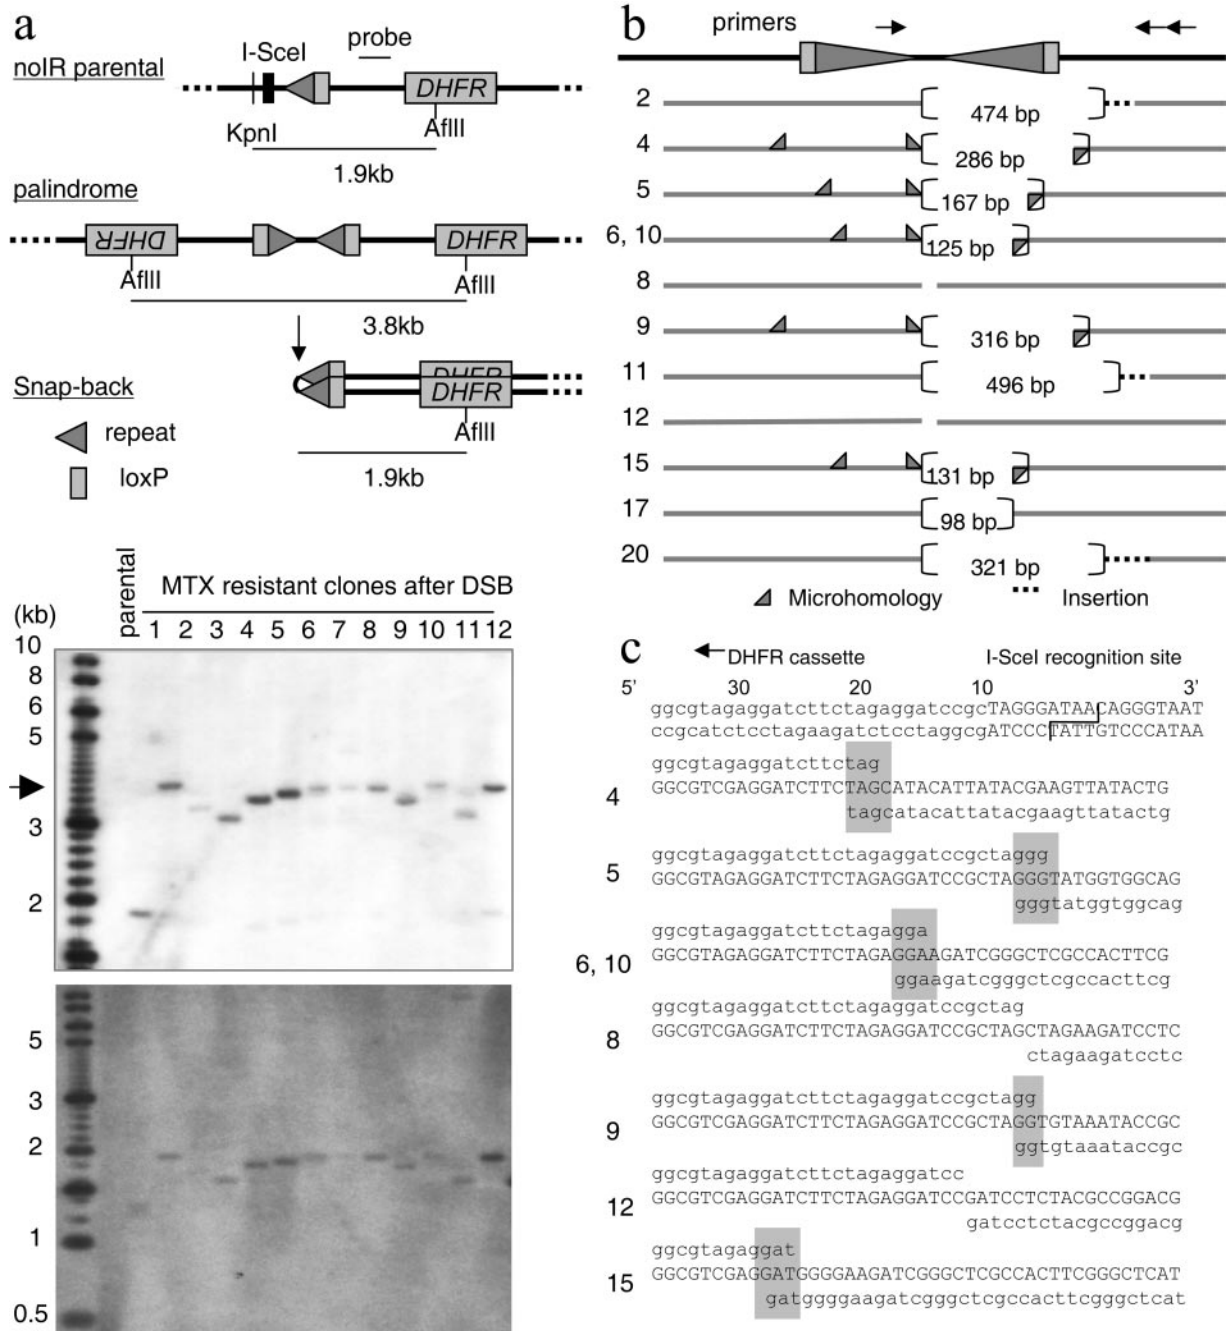 a
I-SceI
probe
noIR parental
DHFR
KpnI
AflIII
1.9kb
palindrome
DHFR
DHFR
AflIII
AflIII
3.8kb
Snap-back
DHFR
DHFR
AflIII
repeat
loxP
1.9kb
parental
MTX resistant clones after DSB
(kb)
1 2 3 4 5 6 7 8 9 10 11 12
10
8
6
5
3
2
5
3
2
1
0.5
b
primers
2
474 bp
4
286 bp
5
167 bp
6, 10
125 bp
8
9
316 bp
11
496 bp
12
15
131 bp
17
98 bp
20
321 bp
Microhomology
Insertion
c
DHFR cassette
I-SceI recognition site
5’ 30 20 10 3’
ggcgtagaggatcttctagaggatccgcTAGGGATAACAGGGTAAT
ccgcatctcctagaagatctcctaggcgATCCCTATTGTCCCATAA
ggcgtagaggatcttctag
4
GGCGTCGAGGATCTTCTAGCATACATTATACGAAGTTATACTG
tagcatacattatacgaagttatactg
ggcgtagaggatcttctagaggatccgctaggg
5
GGCGTAGAGGATCTTCTAGAGGATCCGCTAGGGTATGGTGGCAG
gggtatggtggcag
ggcgtagaggatcttctagagga
6, 10
GGCGTAGAGGATCTTCTAGAGGAAGATCGGGCTCGCCACTTCG
ggaagatcgggctcgccacttcg
ggcgtagaggatcttctagaggatccgctag
8
GGCGTCGAGGATCTTCTAGAGGATCCGCTAGCTAGAAGATCCTC
ctagaagatcctc
ggcgtagaggatcttctagaggatccgctagg
9
GGCGTCGAGGATCTTCTAGAGGATCCGCTAGGTGTAAATACCGC
ggtgtaaataccgc
ggcgtagaggatcttctagaggatcc
12
GGCGTCGAGGATCTTCTAGAGGATCCGATCCTCTACGCCGGACG
gatcctctacgccggacg
ggcgtagaggat
15
GGCGTCGAGGATGGGGAAGATCGGGCTCGCCACTTCGGGCTCAT
gatggggaagatcgggctcgccacttcgggctcat